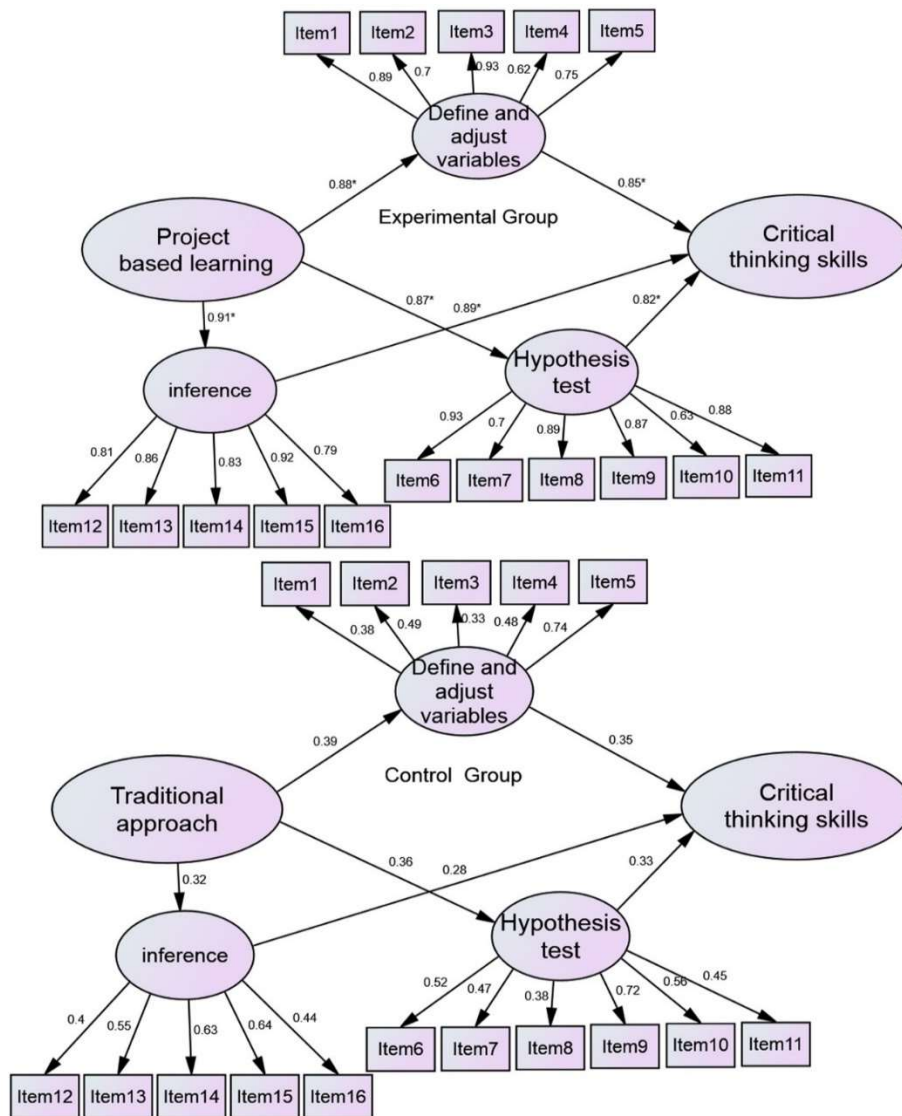 Item1 Item2 Item3 Item4 Item5
0.89 0.7 0.93 0.62 0.75
Define and
adjust
variables
0.88* 0.85*
Experimental Group
Project
based learning
Critical
thinking skills
0.87* 0.89* 0.82*
0.91*
inference
Hypothesis
test
0.93 0.7 0.89 0.87 0.63 0.88
0.81 0.86 0.83 0.92 0.79
Item6 Item7 Item8 Item9 Item10 Item11
Item12 Item13 Item14 Item15 Item16
Item1 Item2 Item3 Item4 Item5
0.38 0.49 0.33 0.48 0.74
Define and
adjust
variables
0.39 0.35
Control Group
Traditional
approach
Critical
thinking skills
0.36 0.28 0.33
0.32
inference
Hypothesis
test
0.52 0.47 0.38 0.72 0.56 0.45
0.4 0.55 0.63 0.64 0.44
Item6 Item7 Item8 Item9 Item10 Item11
Item12 Item13 Item14 Item15 Item16